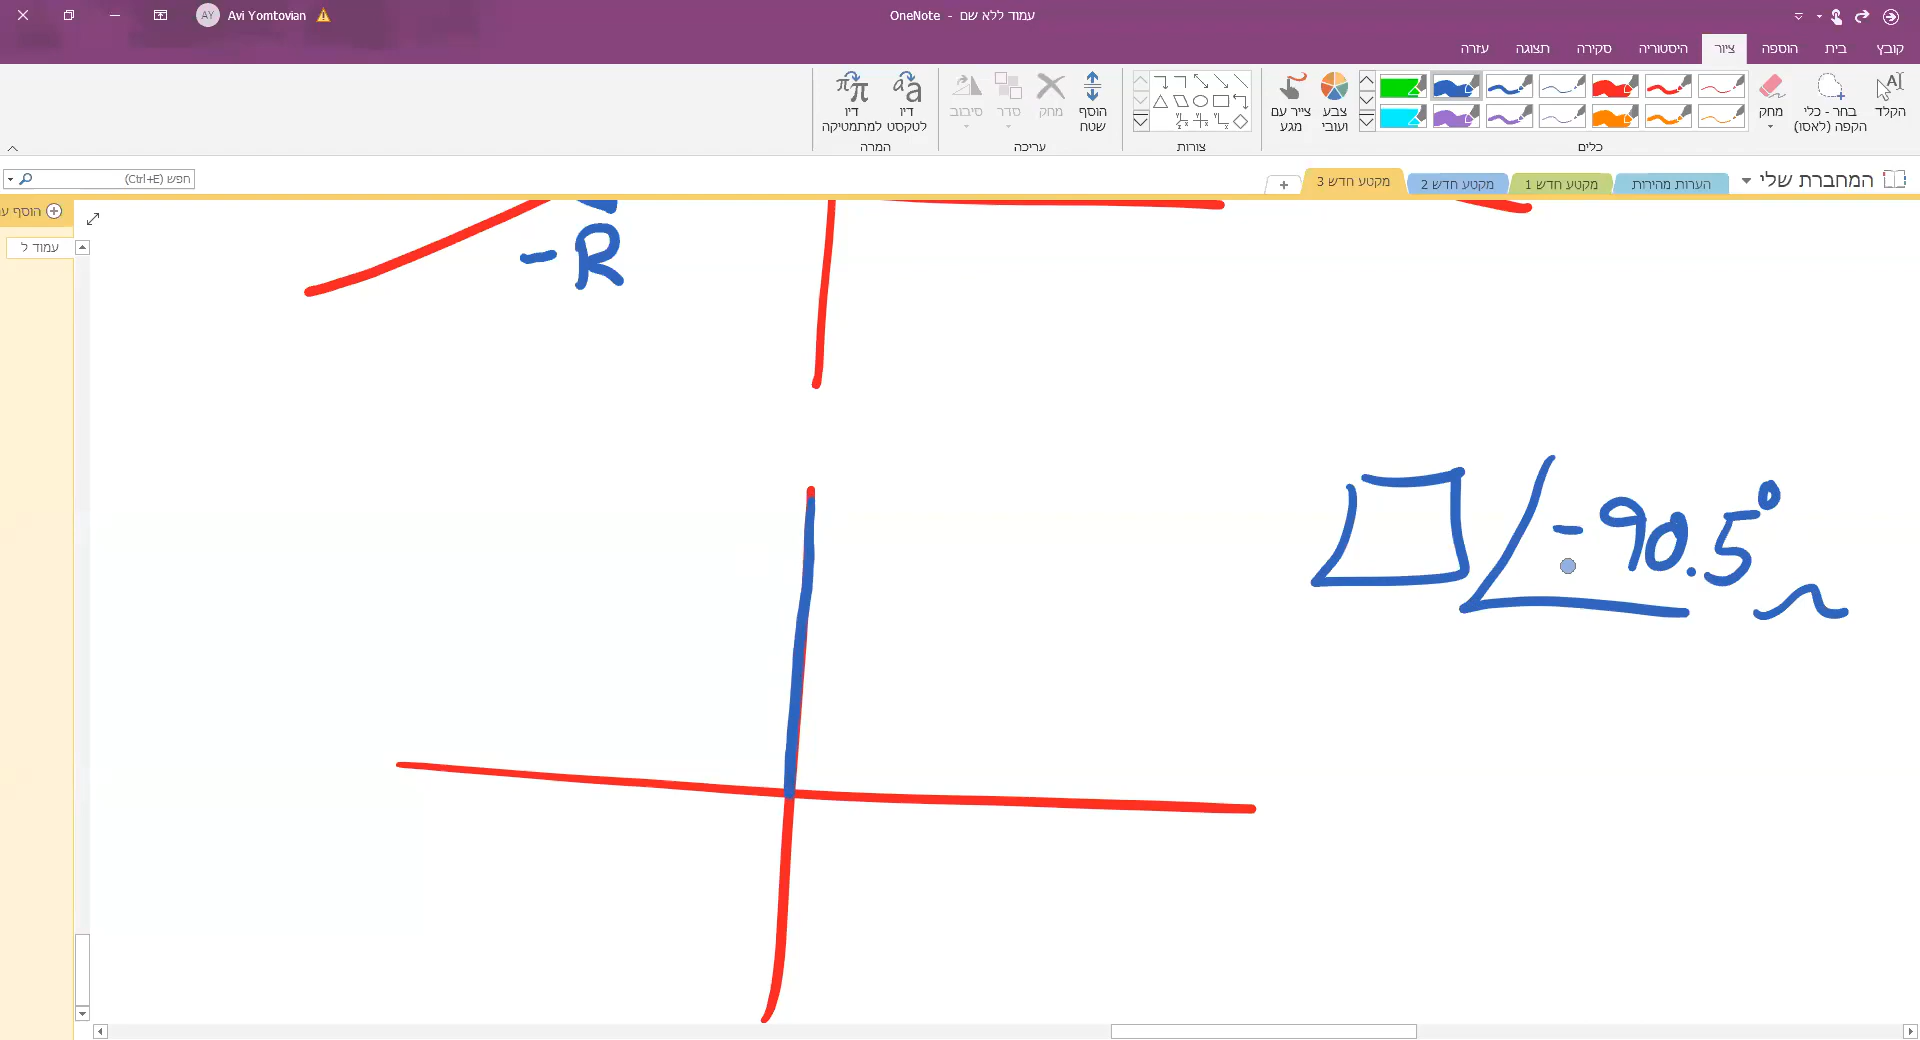 Avi Yomtovian AY
עמוד ללא שם - OneNote
קובץ בית הוספה ציור היסטוריה סקירה תצוגה עזרה
הקלד
בחר - כלי הקפה (לאסו)
מחק
כלים
צבע ועובי
צייר עם מגע
צורות
הוסף שטח
מחק
סדר
סיבוב
עריכה
דיו לטקסט
דיו למתמטיקה
המרה
המחברת שלי
הערות מהירות
מקטע חדש 1
מקטע חדש 2
מקטע חדש 3
+
חפש (Ctrl+E)
הוסף
עמוד ל
- R
-90.5°